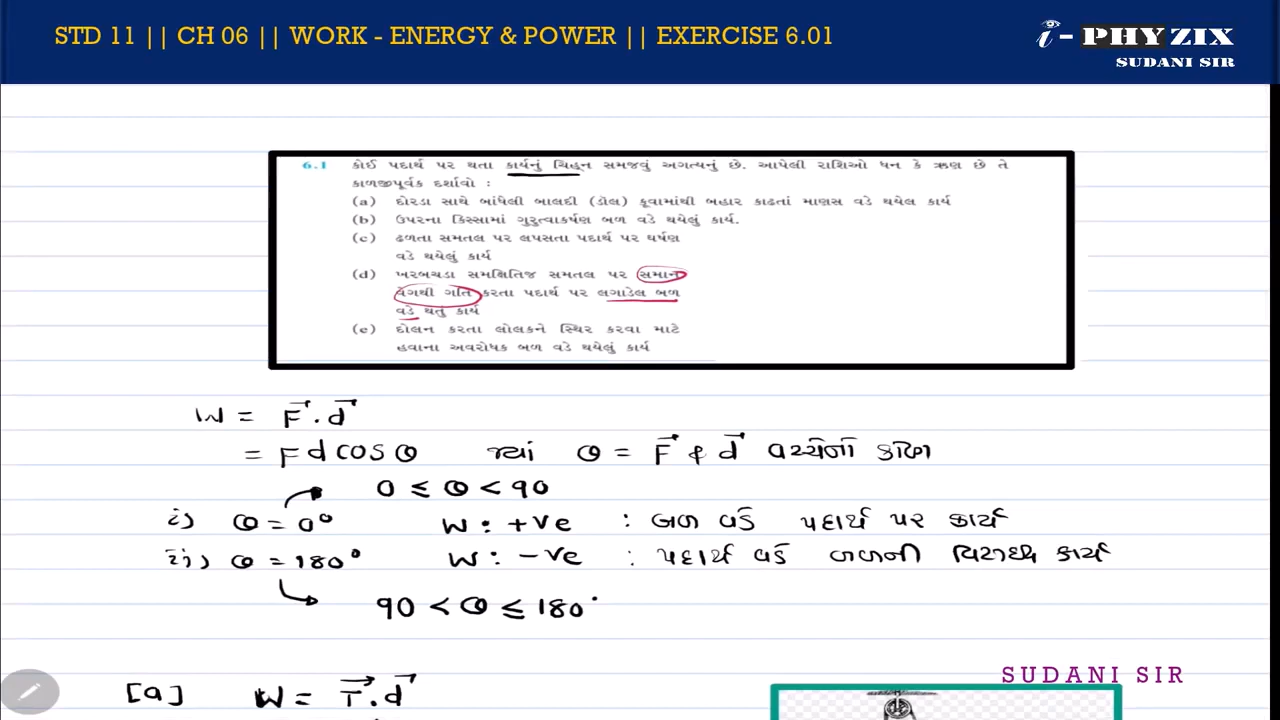 STD 11 || CH 06 || WORK - ENERGY & POWER || EXERCISE 6.01
i - PHY ZIX
SUDANI SIR
6.1 કોઈ પદાર્થ પર થતા કાર્યનું ચિહ્ન સમજવું અગત્યનું છે. આપેલી રાશિઓ ધન કે ઋણ છે તે
કાળજીપૂર્વક દર્શાવો :
(a) દોરડા સાથે બાંધેલી બાલદી (ડોલ) કૂવામાંથી બહાર કાઢતાં માણસ વડે થયેલ કાર્ય
(b) ઉપરના કિસ્સામાં ગુરુત્વાકર્ષણ બળ વડે થયેલું કાર્ય.
(c) ઢળતા સમતલ પર લપસતા પદાર્થ પર ઘર્ષણ
વડે થયેલું કાર્ય
(d) ખરબચડા સમક્ષિતિજ સમતલ પર સમાન
વેગથી ગતિ કરતા પદાર્થ પર લગાડેલ બળ
વડે થતું કાર્ય
(e) દોલન કરતા લોલકને સ્થિર કરવા માટે
હવાના અવરોધક બળ વડે થયેલું કાર્ય
W = F⃗ . d⃗
= F d cos θ જ્યાં θ = F⃗ & d⃗ વચ્ચેનો કોણ
0 ≤ θ < 90
i) θ = 0° W : +ve : બળ વડે પદાર્થ પર કાર્ય
ii) θ = 180° W : -ve : પદાર્થ વડે બળની વિરુદ્ધ કાર્ય
90 < θ ≤ 180°
SUDANI SIR
[a] W = T⃗ . d⃗